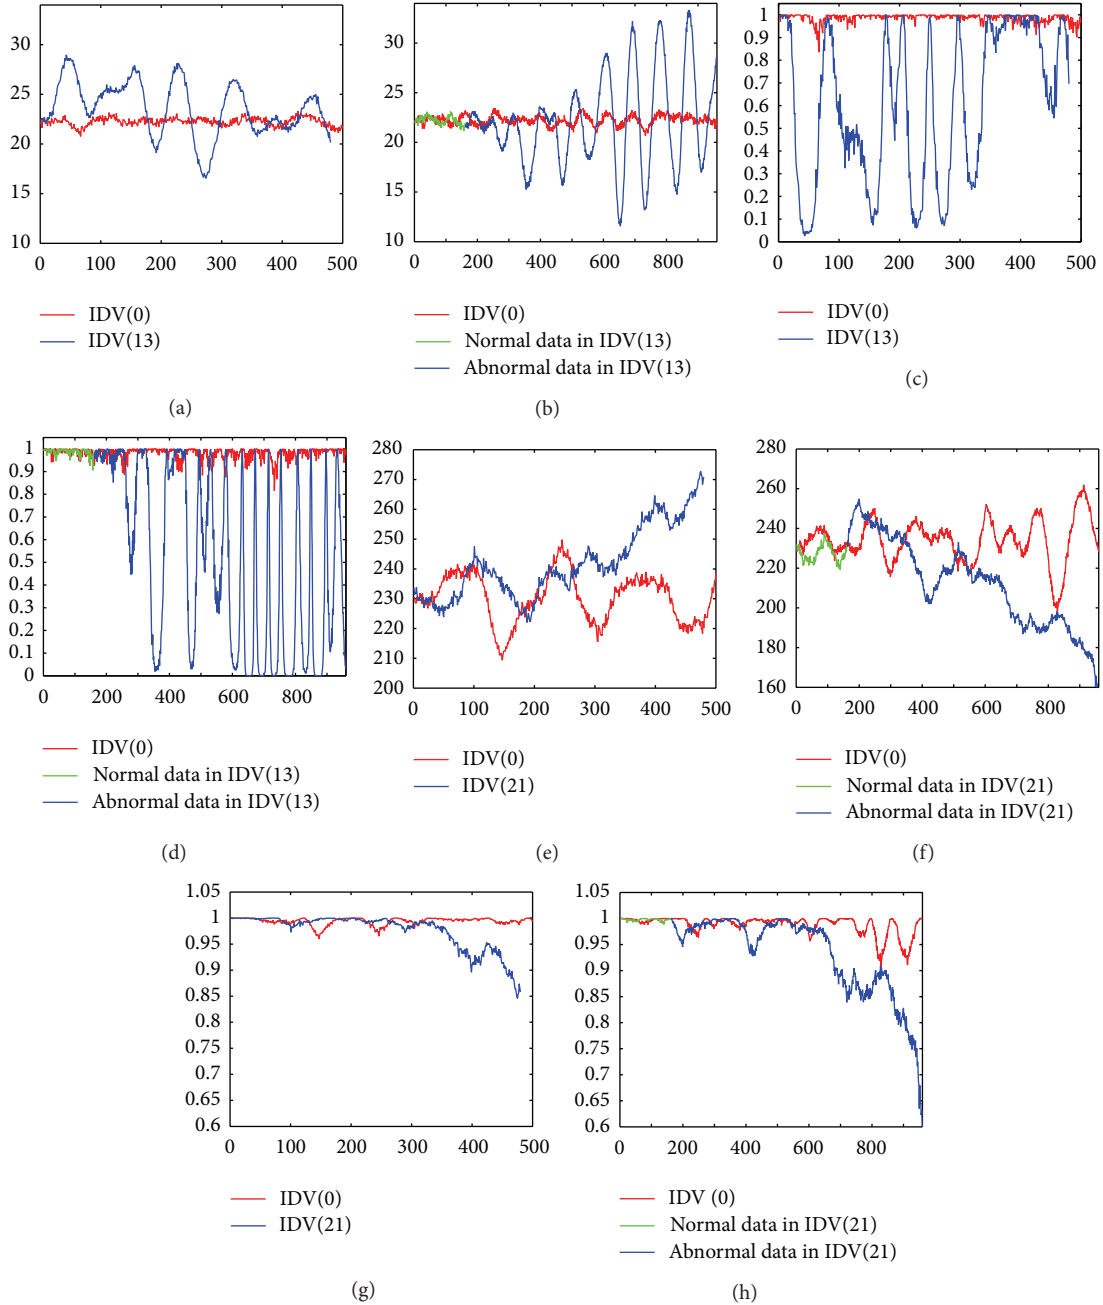 30
25
20
15
10
0 100 200 300 400 500
IDV(0)
IDV(13)
(a)
30
25
20
15
10
0 200 400 600 800
IDV(0)
Normal data in IDV(13)
Abnormal data in IDV(13)
(b)
1
0.9
0.8
0.7
0.6
0.5
0.4
0.3
0.2
0.1
0
0 100 200 300 400 500
IDV(0)
IDV(13)
(c)
1
0.9
0.8
0.7
0.6
0.5
0.4
0.3
0.2
0.1
0
0 200 400 600 800
IDV(0)
Normal data in IDV(13)
Abnormal data in IDV(13)
(d)
280
270
260
250
240
230
220
210
200
0 100 200 300 400 500
IDV(0)
IDV(21)
(e)
280
260
240
220
200
180
160
0 200 400 600 800
IDV(0)
Normal data in IDV(21)
Abnormal data in IDV(21)
(f)
1.05
1
0.95
0.9
0.85
0.8
0.75
0.7
0.65
0.6
0 100 200 300 400 500
IDV(0)
IDV(21)
(g)
1.05
1
0.95
0.9
0.85
0.8
0.75
0.7
0.65
0.6
0 200 400 600 800
IDV (0)
Normal data in IDV(21)
Abnormal data in IDV(21)
(h)